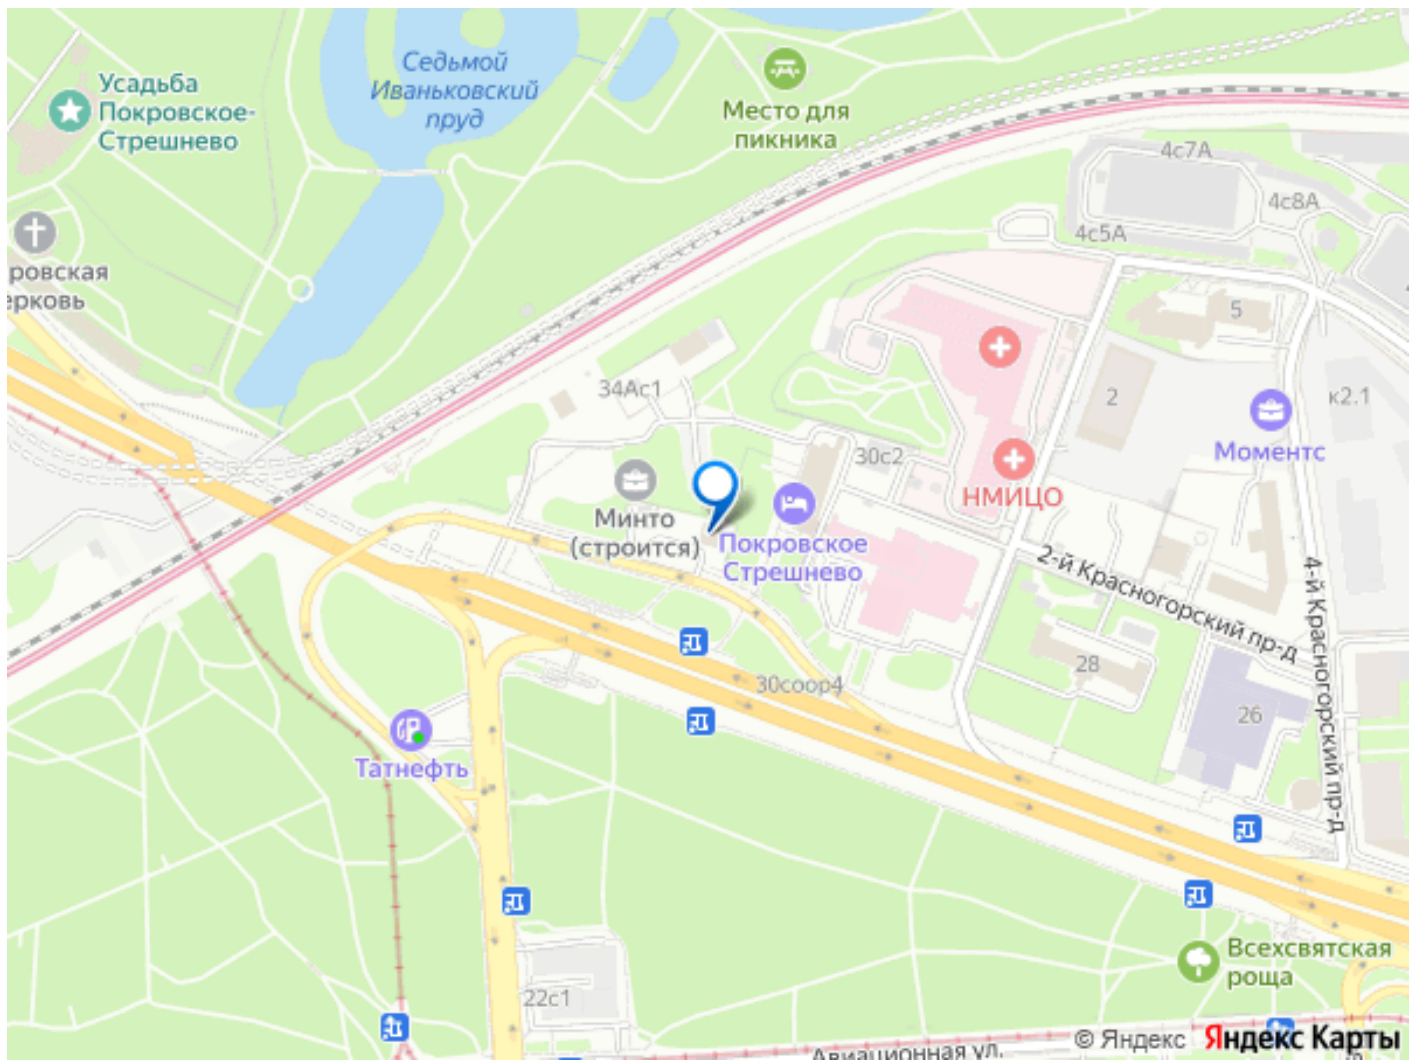 Седьмой
Иваньковский
пруд
Усадьба
Покровское-
Стрешнево
Место для
пикника
4с7А
4с8А
4с5А
ровская
ерковь
5
34Ас1
2
к2.1
Моментс
30с2
НМИЦО
Минто
(строится)
Покровское
Стрешнево
2-й Красногорский пр-д
4-й Красногорский пр-д
28
30соор4
26
Татнефть
Всехсвятская
роща
22с1
Авиационная ул.
© Яндекс Яндекс Карты